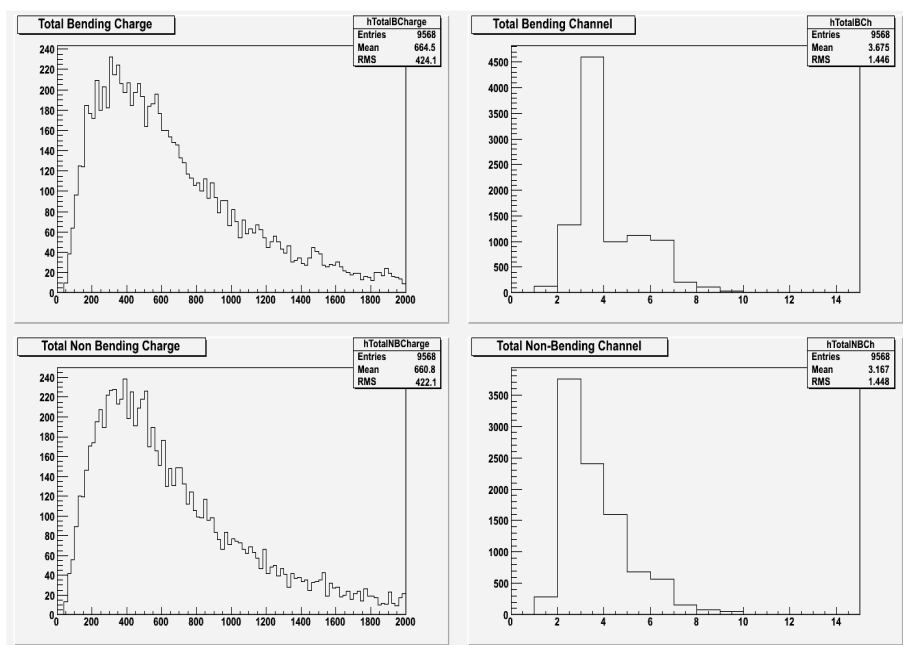 Total Bending Charge
hTotalBCharge
Entries 9568
Mean 664.5
RMS 424.1
240
220
200
180
160
140
120
100
80
60
40
20
0
0 200 400 600 800 1000 1200 1400 1600 1800 2000
Total Bending Channel
hTotalBCh
Entries 9568
Mean 3.675
RMS 1.446
4500
4000
3500
3000
2500
2000
1500
1000
500
0
0 2 4 6 8 10 12 14
Total Non Bending Charge
hTotalNBCharge
Entries 9568
Mean 660.8
RMS 422.1
240
220
200
180
160
140
120
100
80
60
40
20
0
0 200 400 600 800 1000 1200 1400 1600 1800 2000
Total Non-Bending Channel
hTotalNBCh
Entries 9568
Mean 3.167
RMS 1.448
3500
3000
2500
2000
1500
1000
500
0
0 2 4 6 8 10 12 14